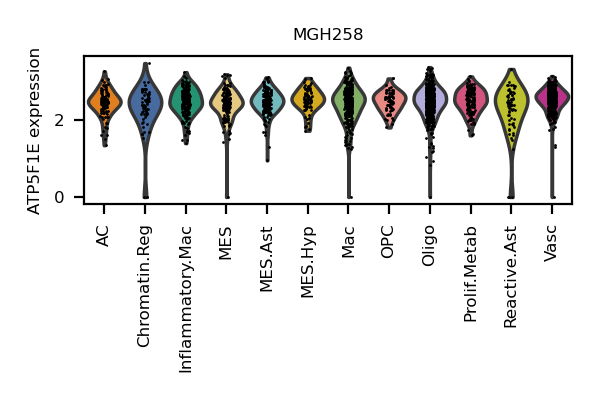 MGH258
ATP5F1E expression
2
0
AC
Chromatin.Reg
Inflammatory.Mac
MES
MES.Ast
MES.Hyp
Mac
OPC
Oligo
Prolif.Metab
Reactive.Ast
Vasc